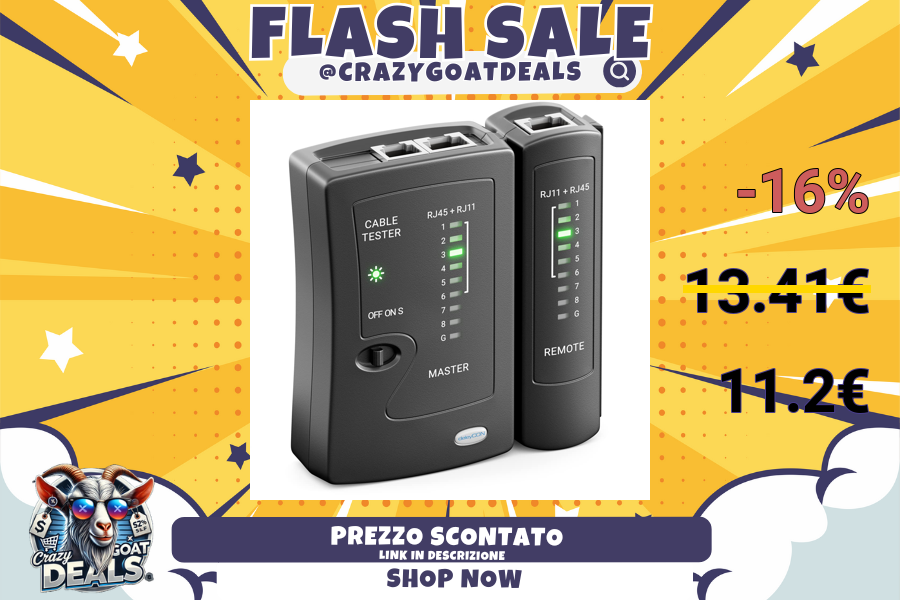 FLASH SALE
@CRAZYGOATDEALS
-16%
13.41€
11.2€
CABLE
TESTER
RJ45 + RJ11
1
2
3
4
5
6
7
8
G
OFF ON S
MASTER
RJ11 + RJ45
1
2
3
4
5
6
7
8
G
REMOTE
$
52%
Crazy
GOAT
DEALS
PREZZO SCONTATO
LINK IN DESCRIZIONE
SHOP NOW